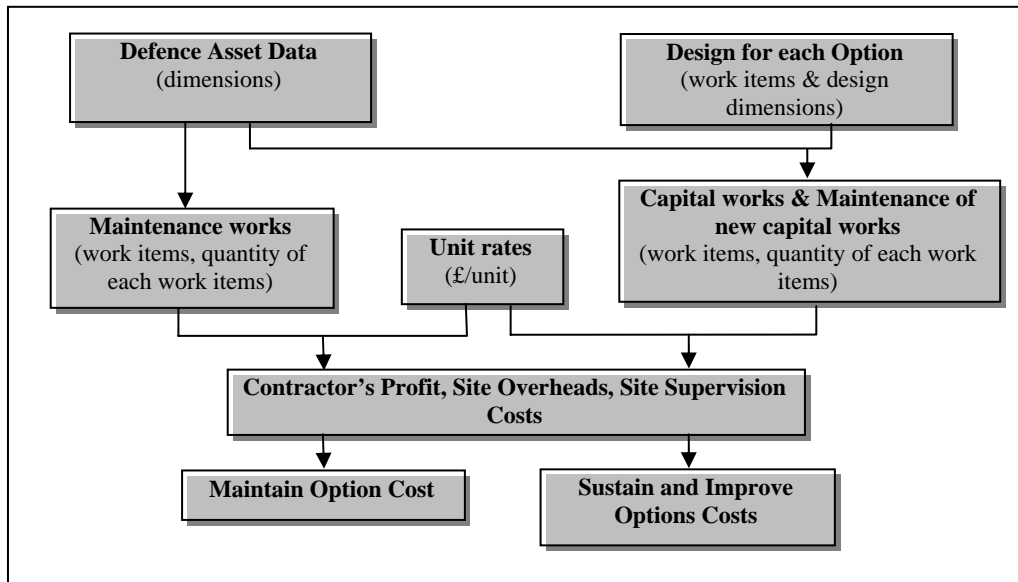 Defence Asset Data
(dimensions)
Design for each Option
(work items & design
dimensions)
Maintenance works
(work items, quantity of
each work items)
Unit rates
(£/unit)
Capital works & Maintenance of
new capital works
(work items, quantity of each work
items)
Contractor’s Profit, Site Overheads, Site Supervision
Costs
Maintain Option Cost
Sustain and Improve
Options Costs